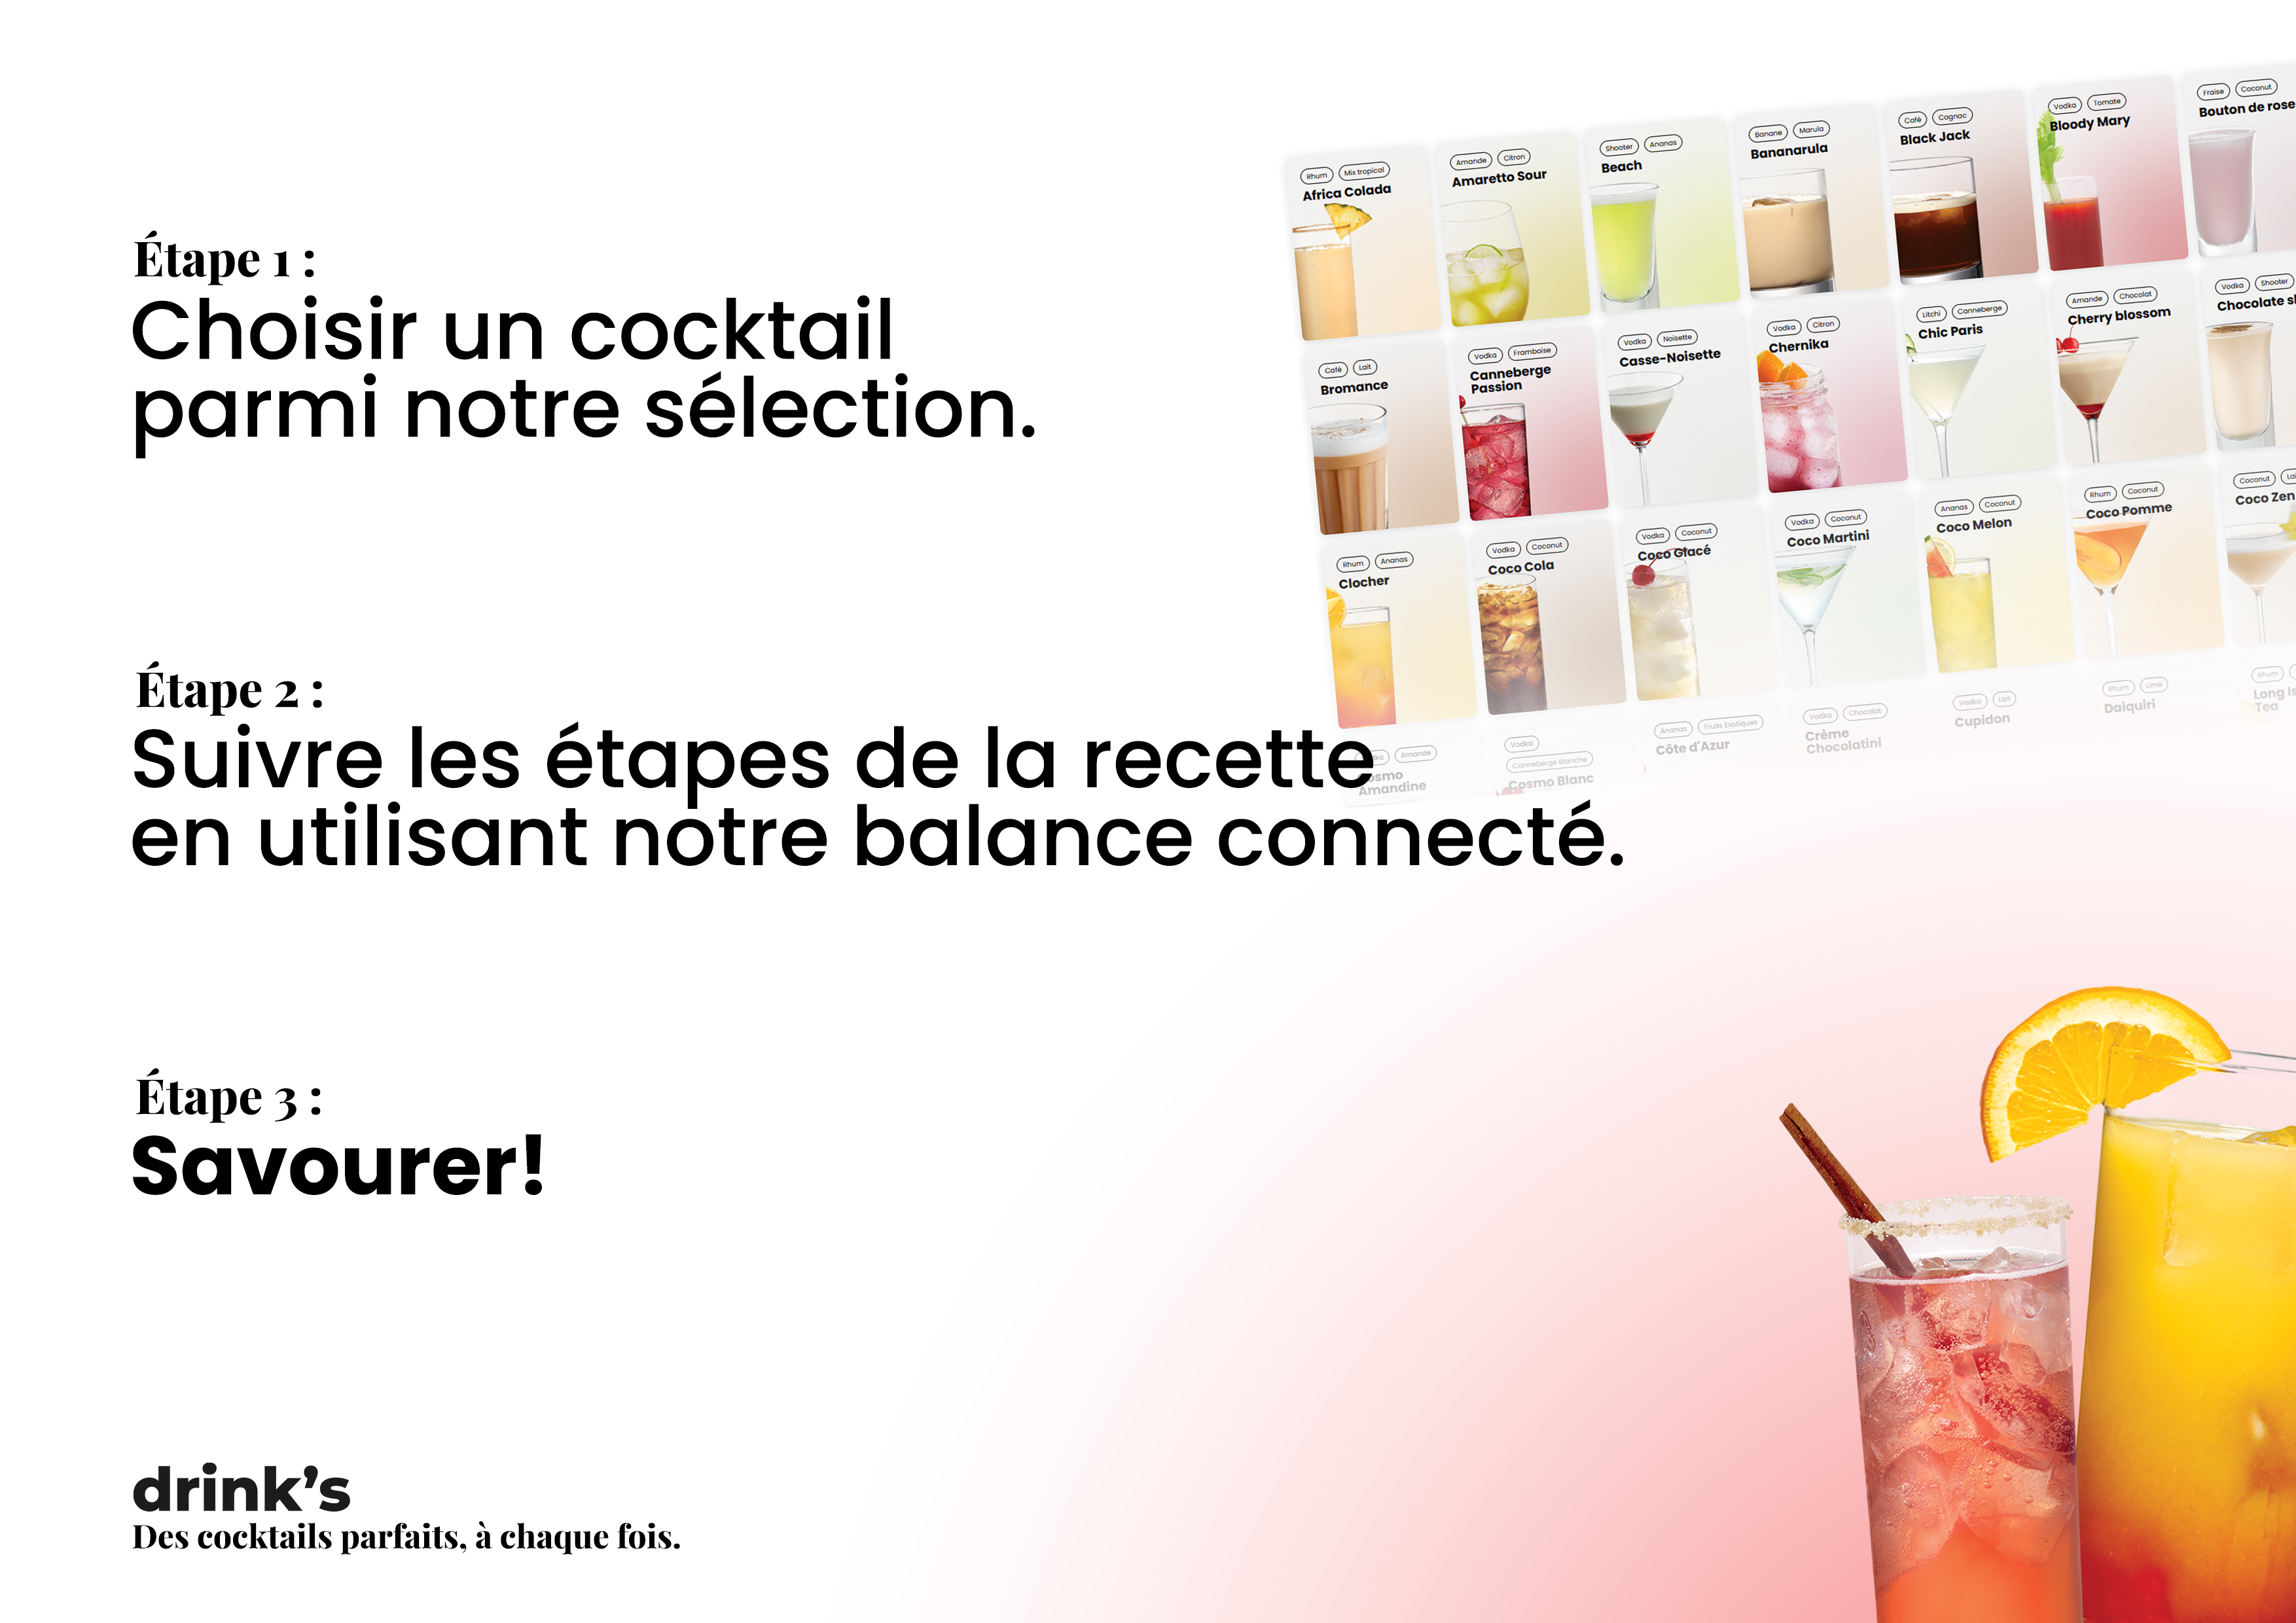 Étape 1 :
Choisir un cocktail
parmi notre sélection.
Étape 2 :
Suivre les étapes de la recette
en utilisant notre balance connecté.
Étape 3 :
Savourer!
drink’s
Des cocktails parfaits, à chaque fois.
Rhum Mix tropical
Africa Colada
Amande Citron
Amaretto Sour
Shooter Ananas
Beach
Banane Marula
Bananarula
Café Cognac
Black Jack
Vodka Tomate
Bloody Mary
Fraise Coconut
Bouton de rose
Café Lait
Bromance
Vodka Framboise
Canneberge
Passion
Vodka Noisette
Casse-Noisette
Vodka Citron
Chernika
Litchi Canneberge
Chic Paris
Amande Chocolat
Cherry blossom
Vodka Shooter
Chocolate
Rhum Ananas
Clocher
Vodka Coconut
Coco Cola
Vodka Coconut
Coco Glacé
Vodka Coconut
Coco Martini
Ananas Coconut
Coco Melon
Rhum Coconut
Coco Pomme
Coconut
Coco Zen
Amande
Amandine
Vodka
Canneberge Blanche
Cosmo Blanc
Ananas Fruits Exotiques
Côte d'Azur
Vodka Chocolat
Crème
Chocolatini
Vodka Lait
Cupidon
Rhum Lime
Daiquiri
Rhum
Long
Tea